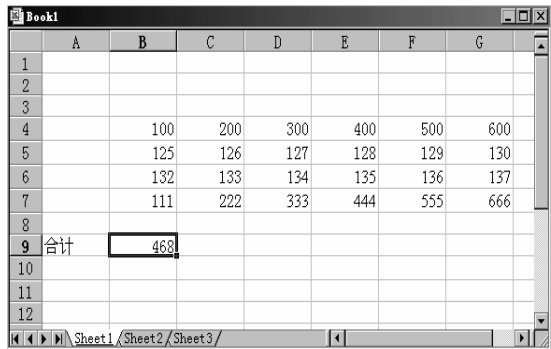 Book1
A B C D E F G
1
2
3
4 100 200 300 400 500 600
5 125 126 127 128 129 130
6 132 133 134 135 136 137
7 111 222 333 444 555 666
8
9 合计 468
10
11
12
Sheet1 Sheet2 Sheet3